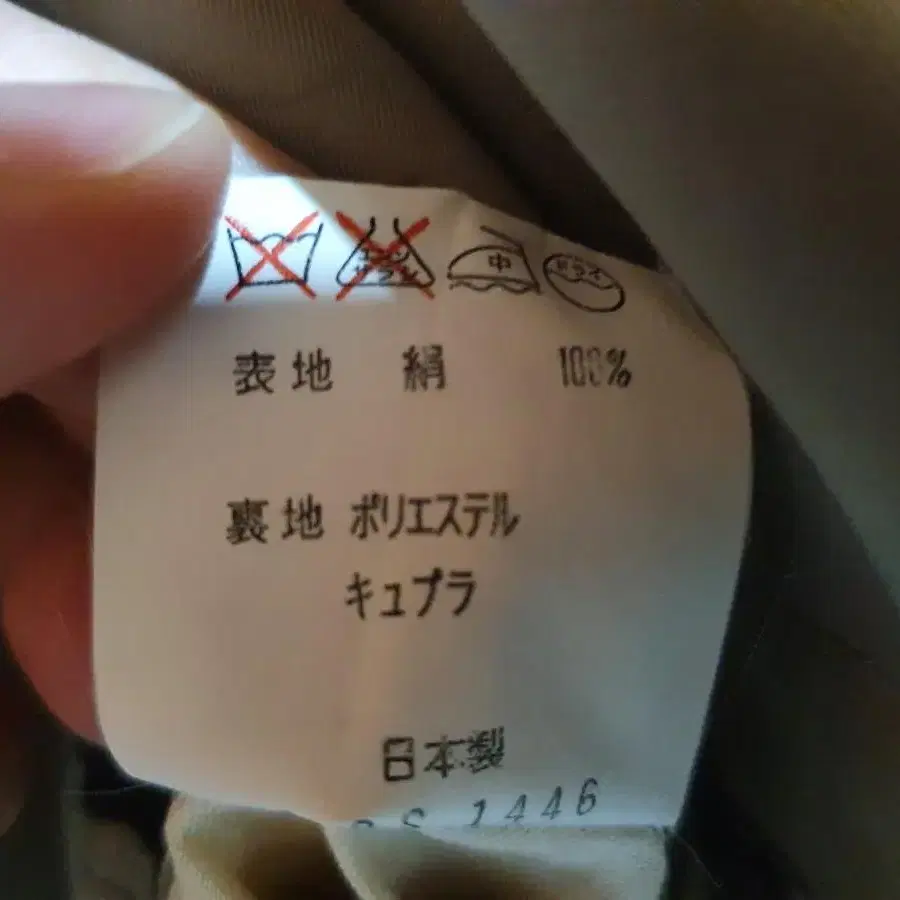 中 ドライ
表地 絹 100%
裏地 ポリエステル
キュプラ
日本製
1446